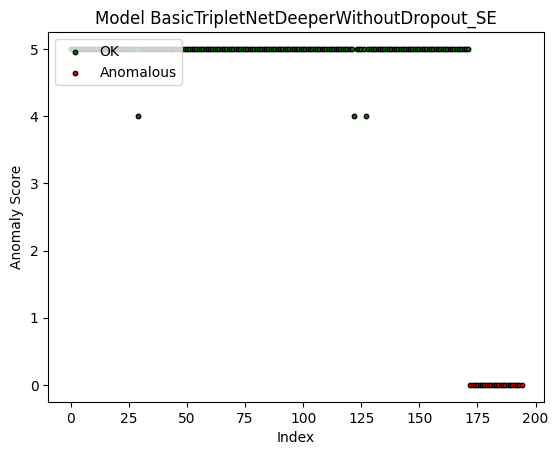 Model BasicTripletNetDeeperWithoutDropout_SE
OK
Anomalous
Anomaly Score
5
4
3
2
1
0
0 25 50 75 100 125 150 175 200
Index